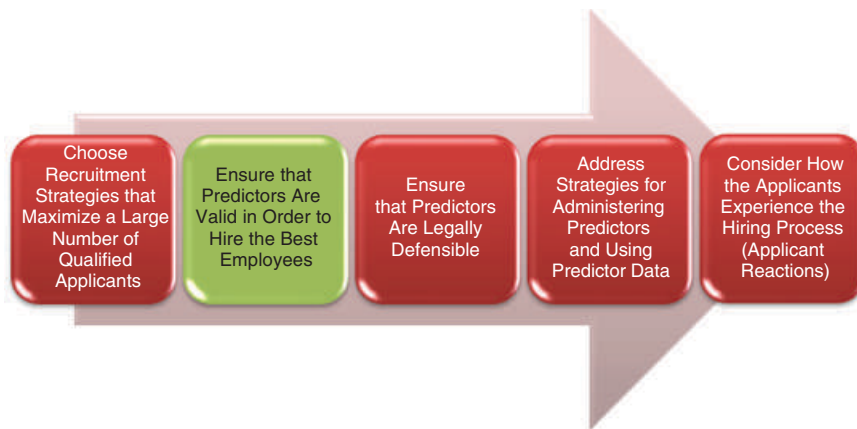 Choose
Recruitment
Strategies that
Maximize a Large
Number of
Qualified
Applicants
Ensure that
Predictors Are
Valid in Order to
Hire the Best
Employees
Ensure
that Predictors
Are Legally
Defensible
Address
Strategies for
Administering
Predictors
and Using
Predictor Data
Consider How
the Applicants
Experience the
Hiring Process
(Applicant
Reactions)